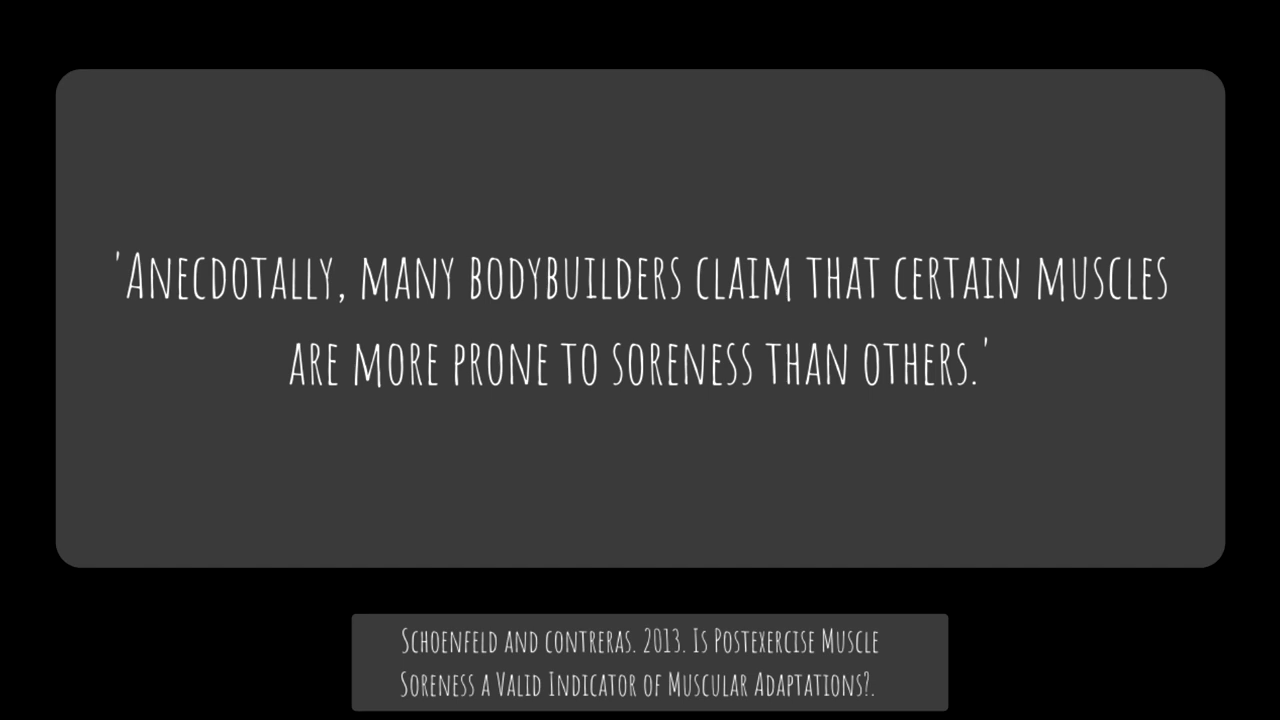 'Anecdotally, many bodybuilders claim that certain muscles
are more prone to soreness than others.'
Schoenfeld and contreras. 2013. Is Postexercise Muscle
Soreness a Valid Indicator of Muscular Adaptations?.